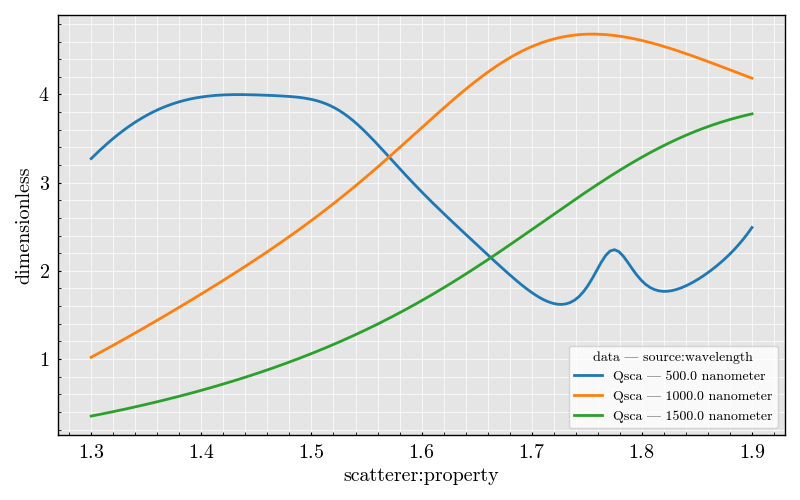 dimensionless
4
3
2
1
data — source:wavelength
Qsca — 500.0 nanometer
Qsca — 1000.0 nanometer
Qsca — 1500.0 nanometer
1.3 1.4 1.5 1.6 1.7 1.8 1.9
scatterer:property